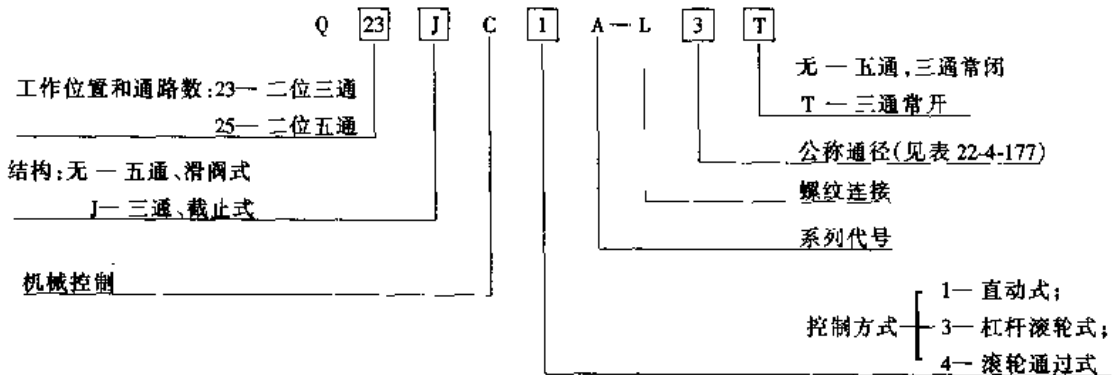 Q 23 J C 1 A—L 3 T
工作位置和通路数:23—二位三通
25—二位五通
结构:无—五通、滑阀式
J—三通、截止式
机械控制
无—五通,三通常闭
T—三通常开
公称通径(见表 22-4-177)
螺纹连接
系列代号
控制方式
1—直动式;
3—杠杆滚轮式;
4—滚轮通过式